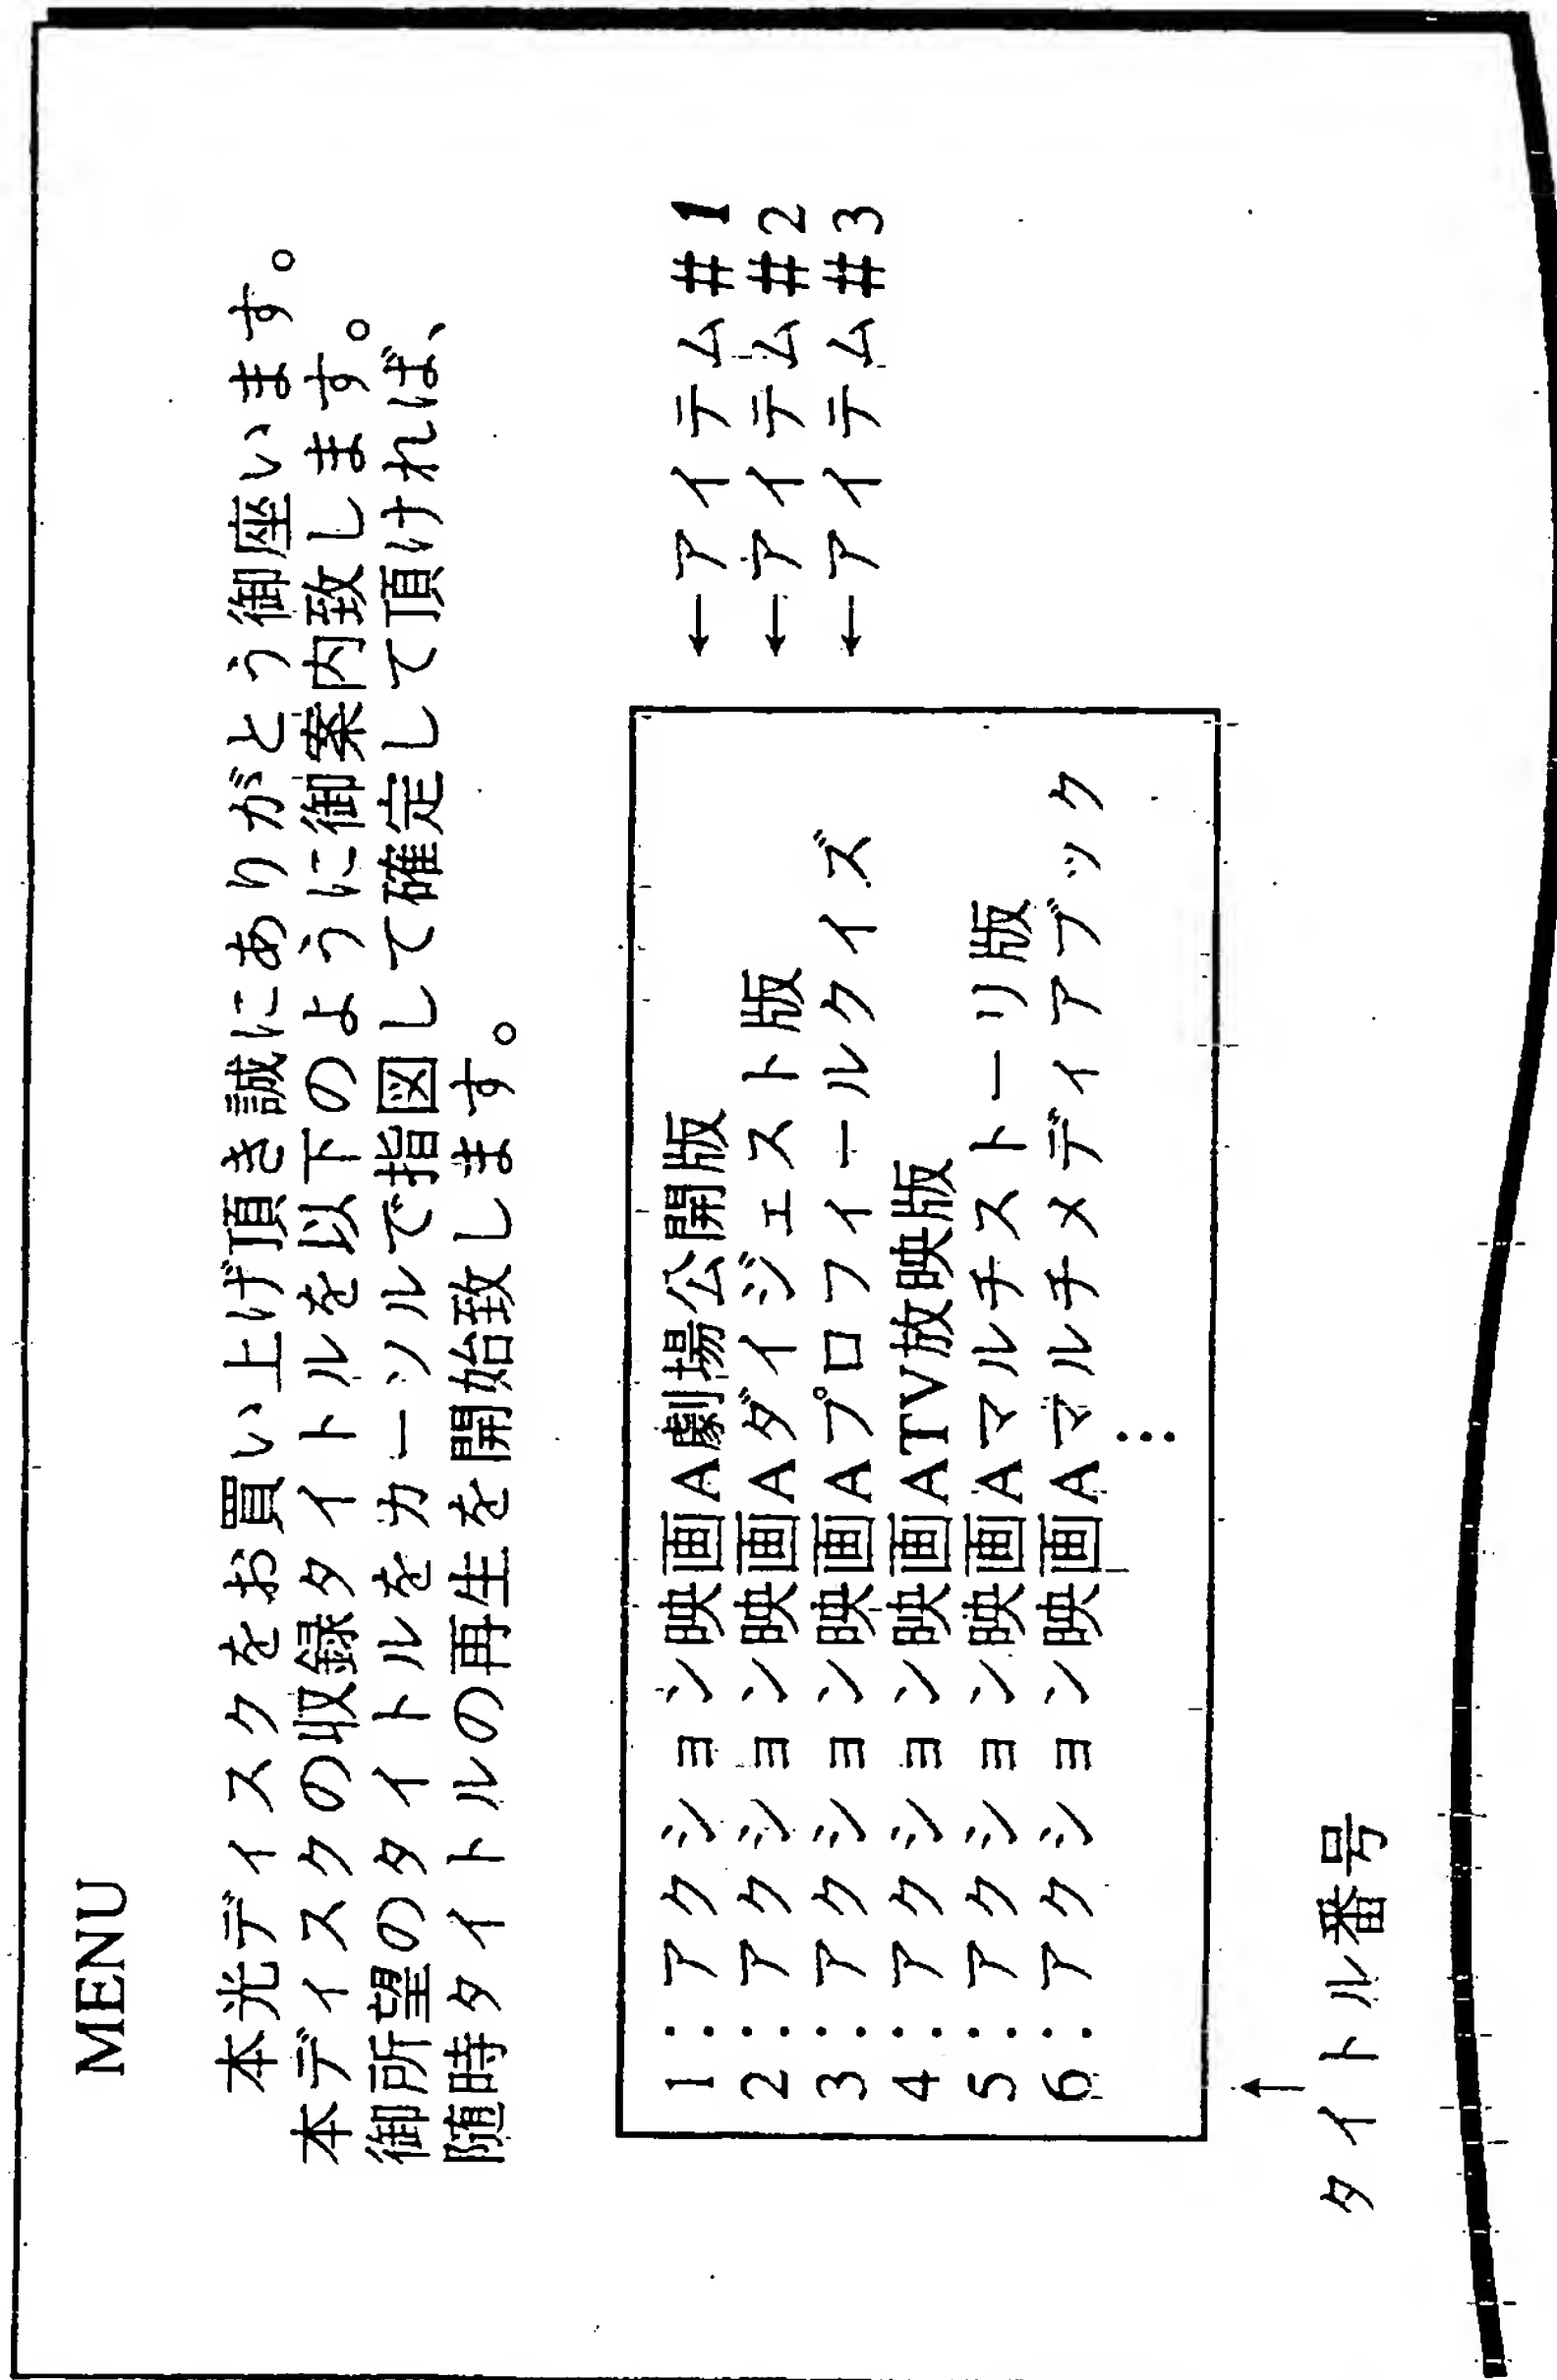 MENU
本光ディスクをお買い上げ頂き誠にありがとう御座います。
本ディスクの収録タイトルを以下のように御案内致します。
御所望のタイトルをカーソルで指図して確定して頂ければ、
随時タイトルの再生を開始致します。
1:アクション映画A劇場公開版 ←アイテム#1
2:アクション映画Aダイジェスト版 ←アイテム#2
3:アクション映画Aプロフィールクイズ ←アイテム#3
4:アクション映画ATV放映版
5:アクション映画Aマルチストーリ版
6:アクション映画Aマルチメディアブック
⋮
↑
タイトル番号